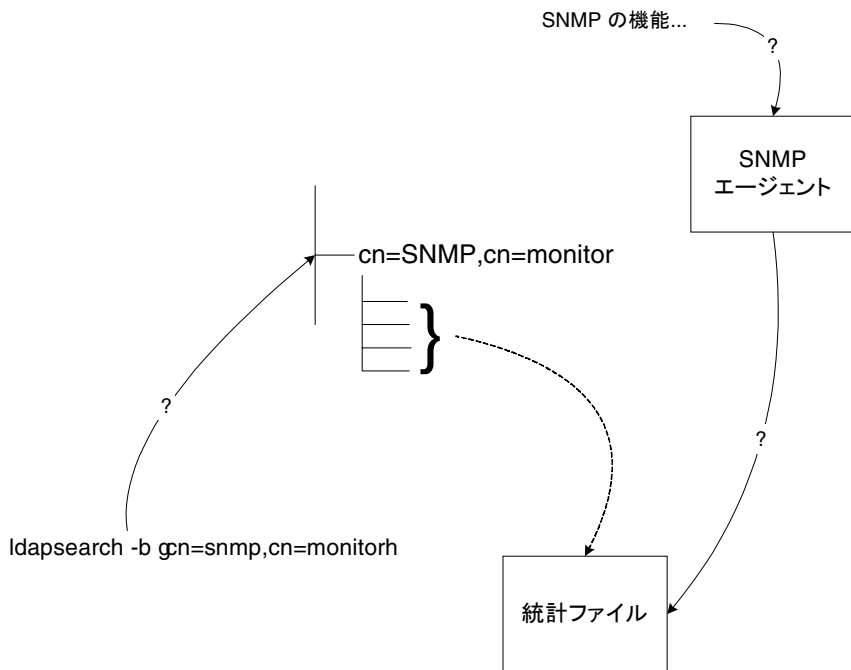 SNMP の機能...
?
SNMP
エージェント
cn=SNMP,cn=monitor
}
?
?
ldapsearch -b gcn=snmp,cn=monitorh
統計ファイル